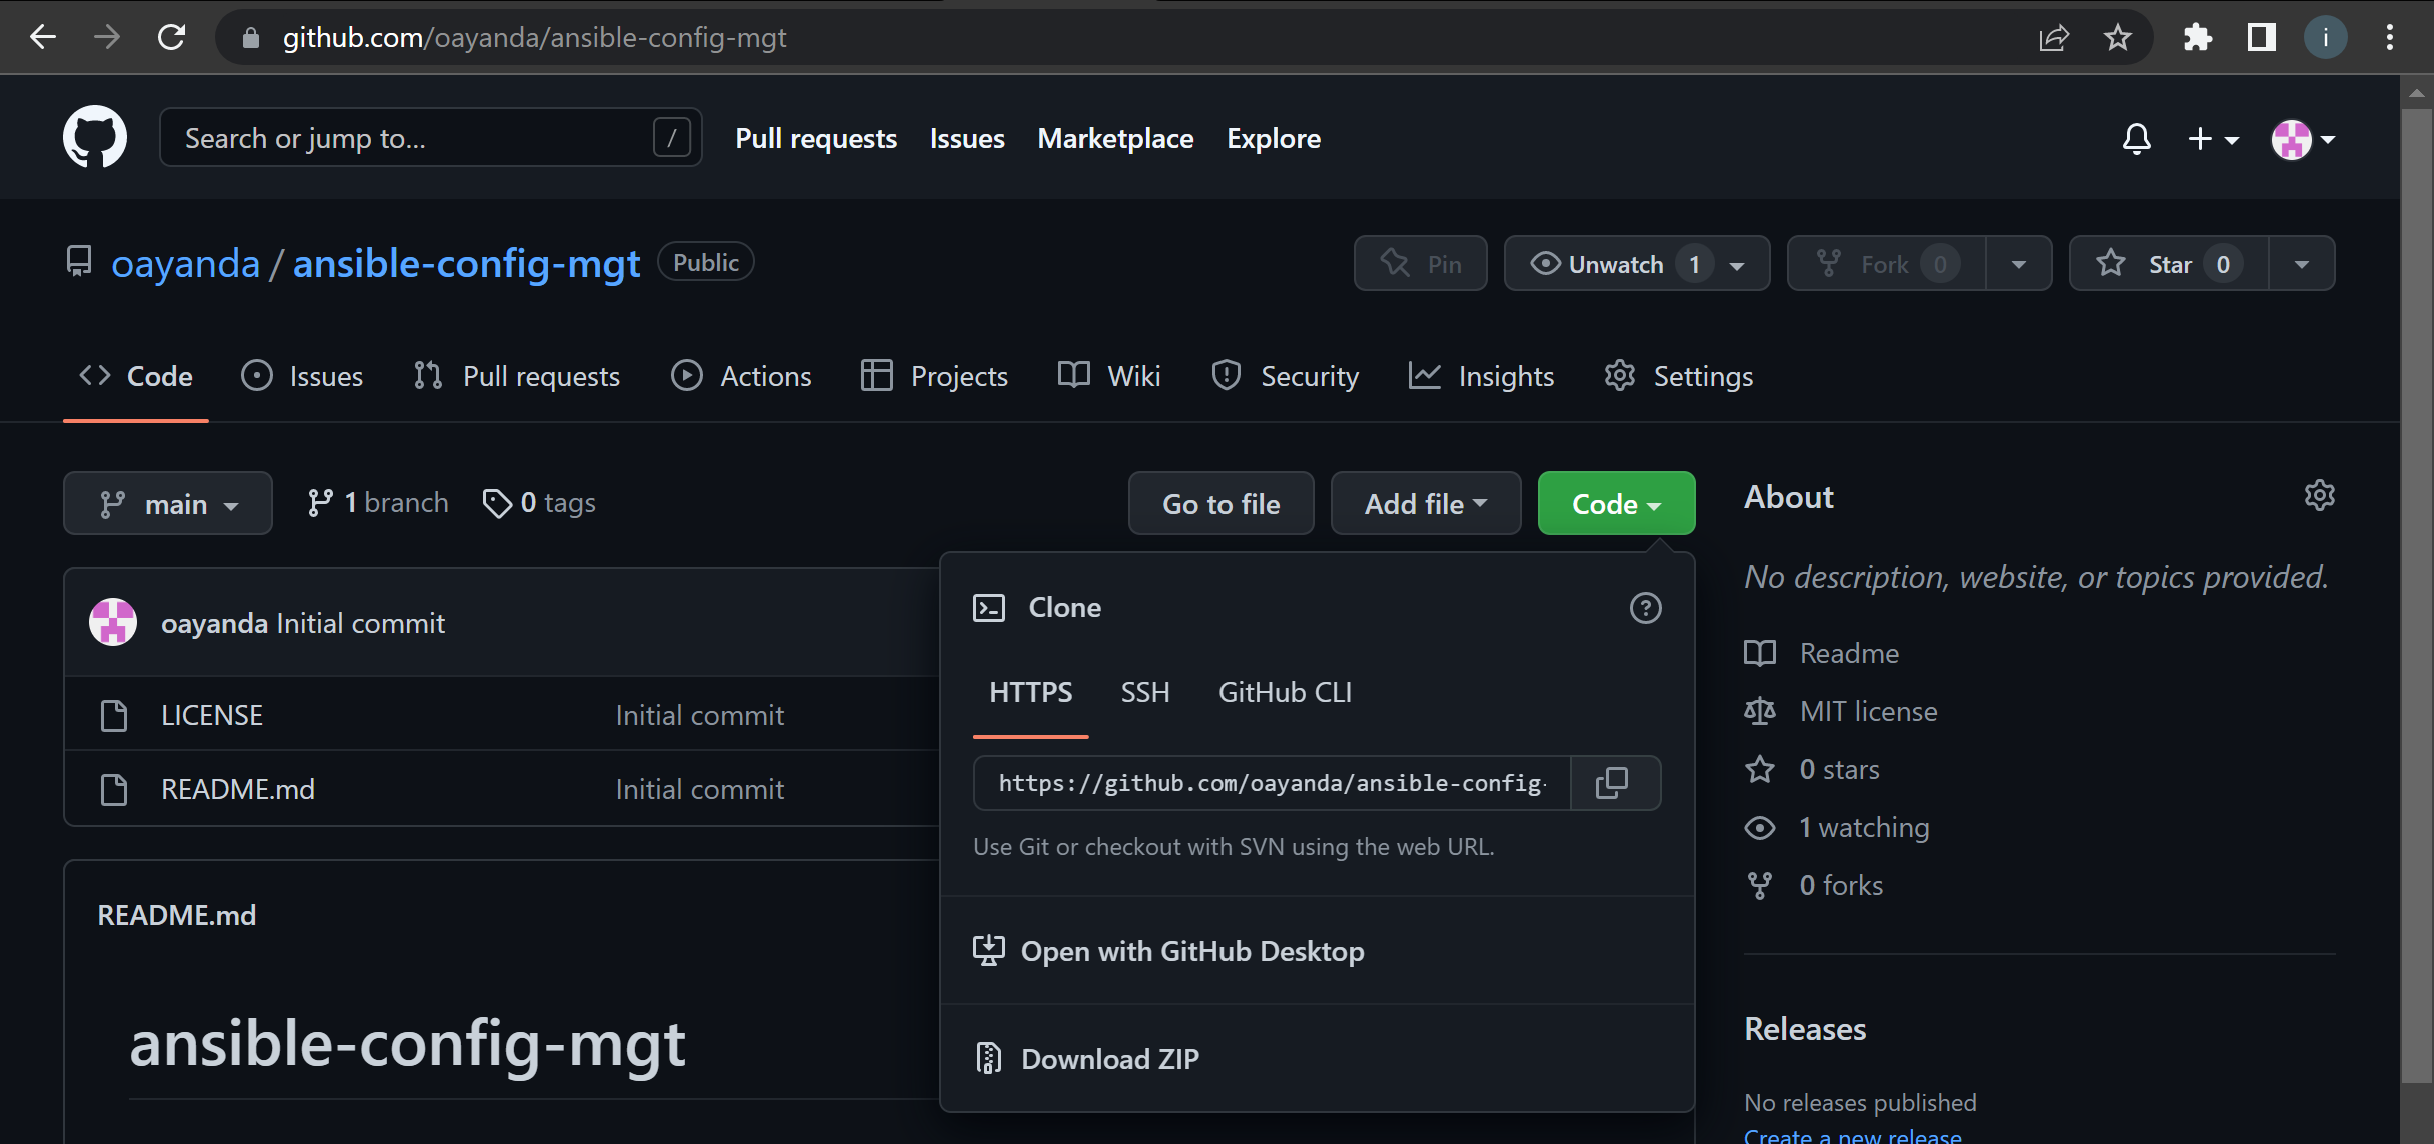 github.com/oayanda/ansible-config-mgt
i
Search or jump to... /
Pull requests Issues Marketplace Explore
oayanda / ansible-config-mgt Public
Pin Unwatch 1 Fork 0 Star 0
Code Issues Pull requests Actions Projects Wiki Security Insights Settings
main 1 branch 0 tags
Go to file Add file Code
oayanda Initial commit
LICENSE Initial commit
README.md Initial commit
README.md
ansible-config-mgt
Clone
HTTPS SSH GitHub CLI
https://github.com/oayanda/ansible-config-
Use Git or checkout with SVN using the web URL.
Open with GitHub Desktop
Download ZIP
About
No description, website, or topics provided.
Readme
MIT license
0 stars
1 watching
0 forks
Releases
No releases published
Create a new release